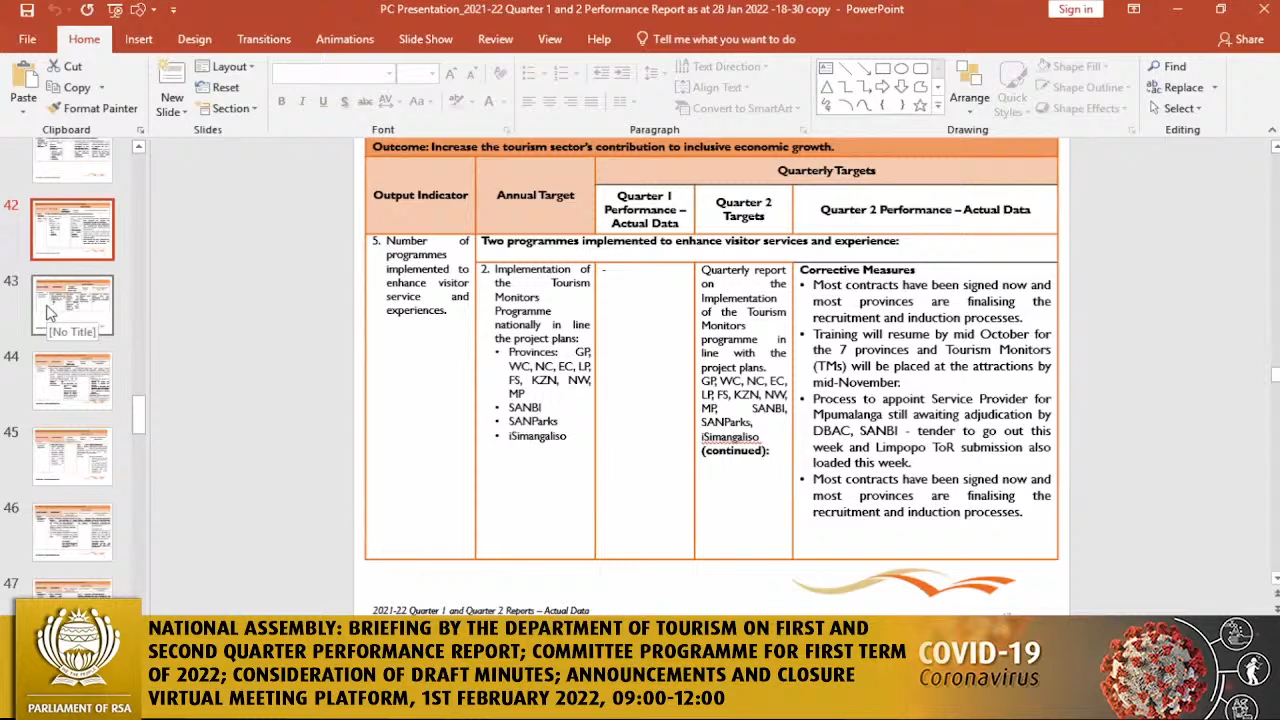 PC Presentation_2021-22 Quarter 1 and 2 Performance Report as at 28 Jan 2022 -18-30 copy - PowerPoint
Sign in
File Home Insert Design Transitions Animations Slide Show Review View Help Tell me what you want to do Share
Paste
Cut
Copy
Format Painter
Clipboard
New
Slide
Layout
Reset
Section
Slides
Font
Text Direction
Align Text
Convert to SmartArt
Paragraph
Arrange
Quick
Styles
Shape Fill
Shape Outline
Shape Effects
Drawing
Find
Replace
Select
Editing
42
43
[No Title]
44
45
46
47
Outcome: Increase the tourism sector's contribution to inclusive economic growth.
Output Indicator
Annual Target
Quarterly Targets
Quarter 1
Performance –
Actual Data
Quarter 2
Targets
Quarter 2 Performance – Actual Data
5. Number of
programmes
implemented to
enhance visitor
service and
experiences.
Two programmes implemented to enhance visitor services and experience:
2. Implementation of
the Tourism
Monitors
Programme
nationally in line
the project plans:
• Provinces: GP,
WC, NC, EC, LP,
FS, KZN, NW,
MP
• SANBI
• SANParks
• iSimangaliso
-
Quarterly report
on the
Implementation
of the Tourism
Monitors
programme in
line with the
project plans.
GP, WC, NC, EC,
LP, FS, KZN, NW,
MP, SANBI,
SANParks,
iSimangaliso
(continued):
Corrective Measures
• Most contracts have been signed now and
most provinces are finalising the
recruitment and induction processes.
• Training will resume by mid October for
the 7 provinces and Tourism Monitors
(TMs) will be placed at the attractions by
mid-November.
• Process to appoint Service Provider for
Mpumalanga still awaiting adjudication by
DBAC, SANBI - tender to go out this
week and Limpopo ToR submission also
loaded this week.
• Most contracts have been signed now and
most provinces are finalising the
recruitment and induction processes.
2021-22 Quarter 1 and Quarter 2 Reports – Actual Data
PARLIAMENT OF RSA
NATIONAL ASSEMBLY: BRIEFING BY THE DEPARTMENT OF TOURISM ON FIRST AND
SECOND QUARTER PERFORMANCE REPORT; COMMITTEE PROGRAMME FOR FIRST TERM
OF 2022; CONSIDERATION OF DRAFT MINUTES; ANNOUNCEMENTS AND CLOSURE
VIRTUAL MEETING PLATFORM, 1ST FEBRUARY 2022, 09:00-12:00
COVID-19
Coronavirus